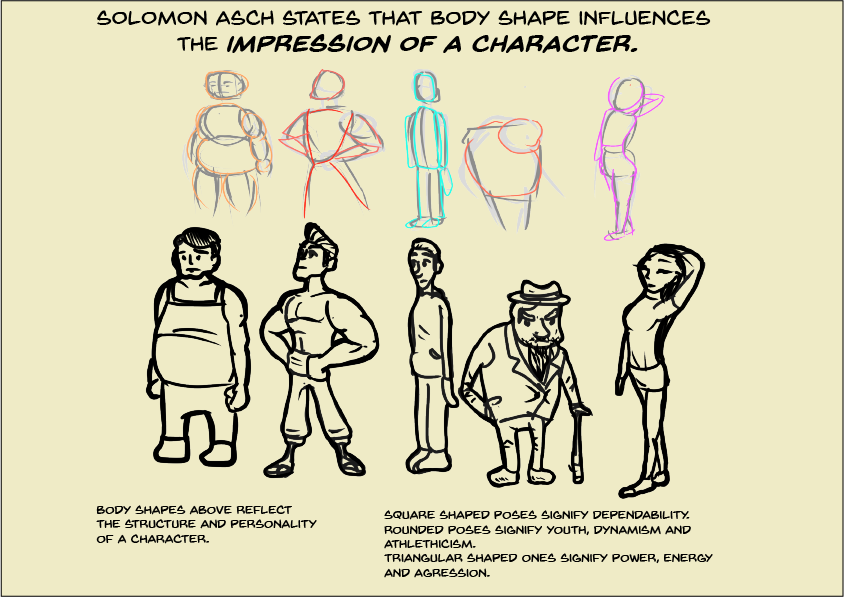 SOLOMON ASCH STATES THAT BODY SHAPE INFLUENCES
THE IMPRESSION OF A CHARACTER.
BODY SHAPES ABOVE REFLECT
THE STRUCTURE AND PERSONALITY
OF A CHARACTER.
SQUARE SHAPED POSES SIGNIFY DEPENDABILITY.
ROUNDED POSES SIGNIFY YOUTH, DYNAMISM AND
ATHLETHICISM.
TRIANGULAR SHAPED ONES SIGNIFY POWER, ENERGY
AND AGRESSION.